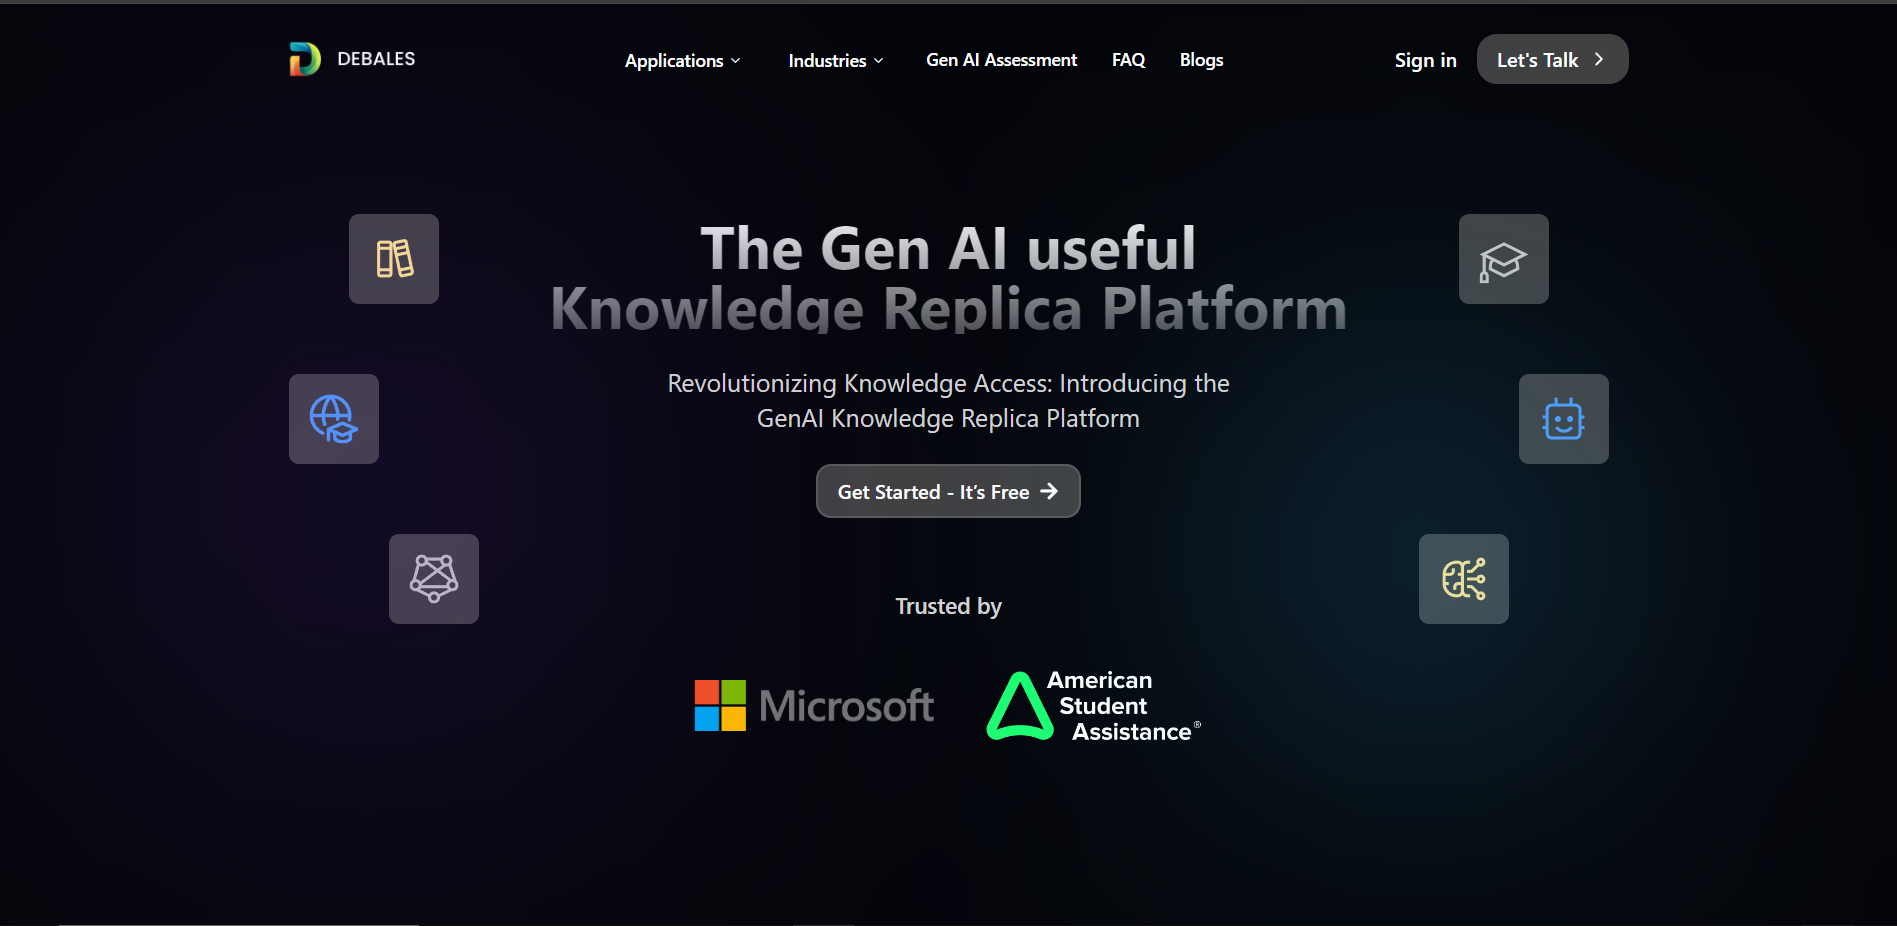 DEBALES
Applications
Industries
Gen AI Assessment
FAQ
Blogs
Sign in
Let's Talk
The Gen AI useful
Knowledge Replica Platform
Revolutionizing Knowledge Access: Introducing the
GenAI Knowledge Replica Platform
Get Started - It’s Free
Trusted by
Microsoft
American
Student
Assistance®